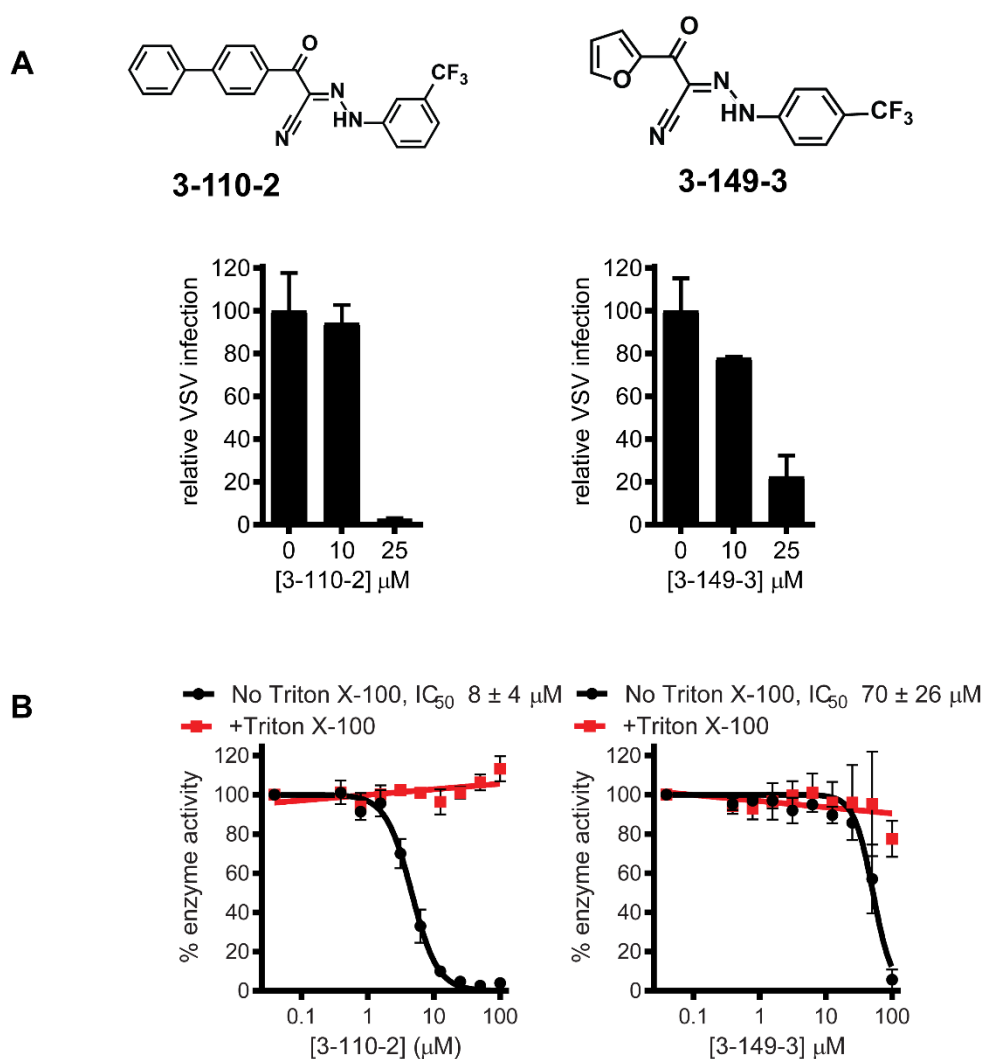 A
O
CF3
N
N
HN
N
3-110-2
O
O
N
N
HN
N
CF3
3-149-3
relative VSV infection
120
100
80
60
40
20
0
0 10 25
[3-110-2] μM
relative VSV infection
120
100
80
60
40
20
0
0 10 25
[3-149-3] μM
B
No Triton X-100, IC50 8 ± 4 μM
+Triton X-100
% enzyme activity
120
100
80
60
40
20
0
0.1 1 10 100
[3-110-2] (μM)
No Triton X-100, IC50 70 ± 26 μM
+Triton X-100
% enzyme activity
120
100
80
60
40
20
0
0.1 1 10 100
[3-149-3] μM